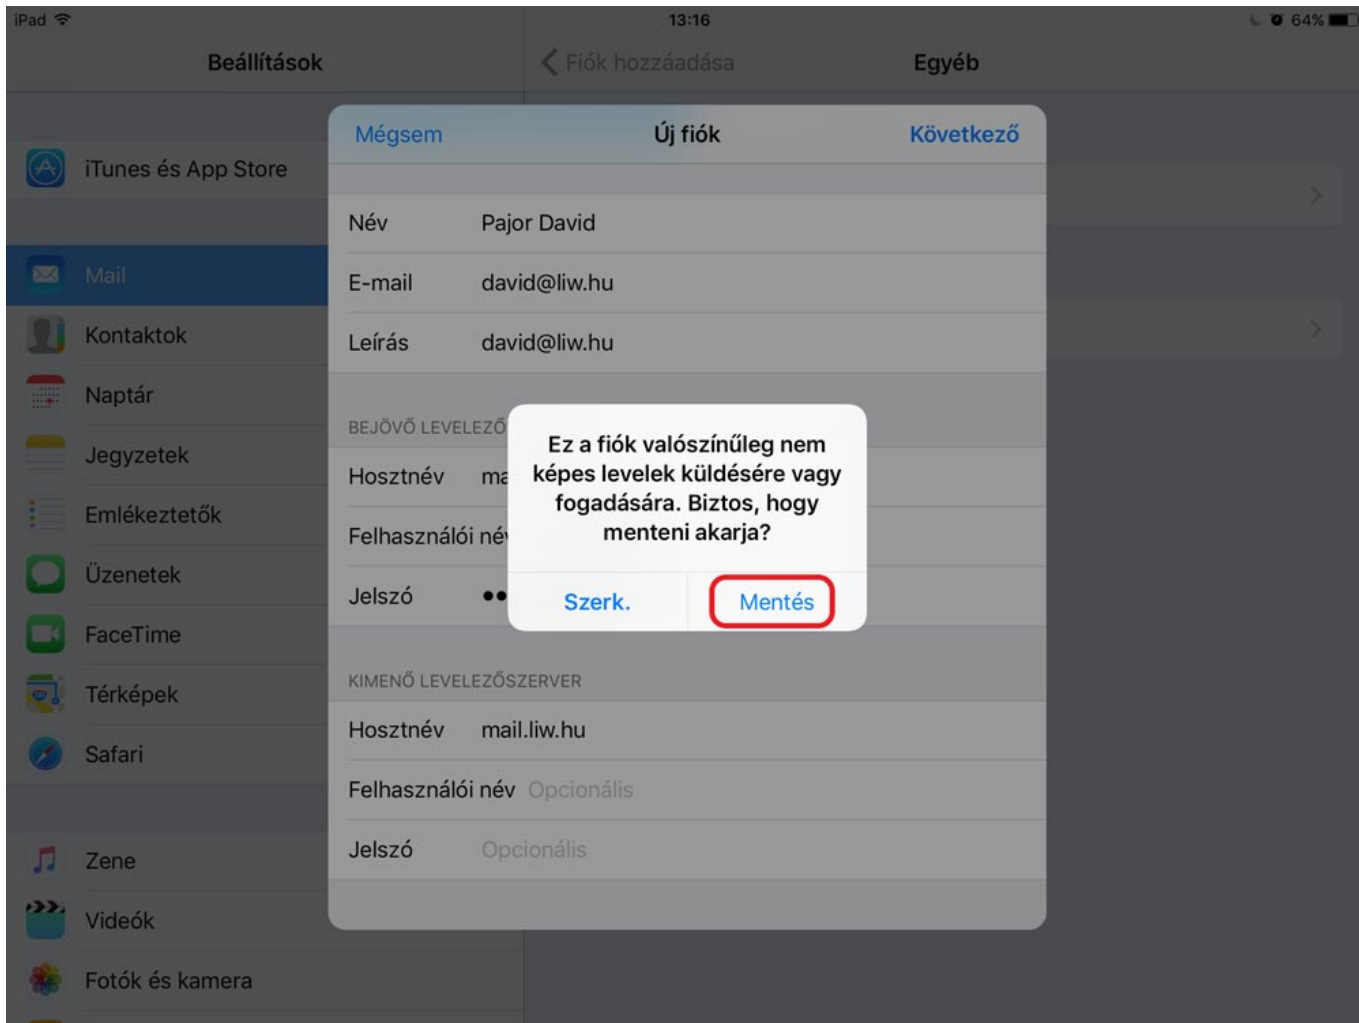 iPad 13:16 64%
Beállítások
Fiók hozzáadása Egyéb
Mégsem Új fiók Következő
iTunes és App Store
Mail
Kontaktok
Naptár
Jegyzetek
Emlékeztetők
Üzenetek
FaceTime
Térképek
Safari
Zene
Videók
Fotók és kamera
Név Pajor David
E-mail david@liw.hu
Leírás david@liw.hu
BEJÖVŐ
Hosztnév
Felhasználói
Jelszó ••
Ez a fiók valószínűleg nem
képes levelek küldésére vagy
fogadására. Biztos, hogy
menteni akarja?
Szerk. Mentés
KIMENŐ LEVELEZŐSZERVER
Hosztnév mail.liw.hu
Felhasználói név Opcionális
Jelszó Opcionális